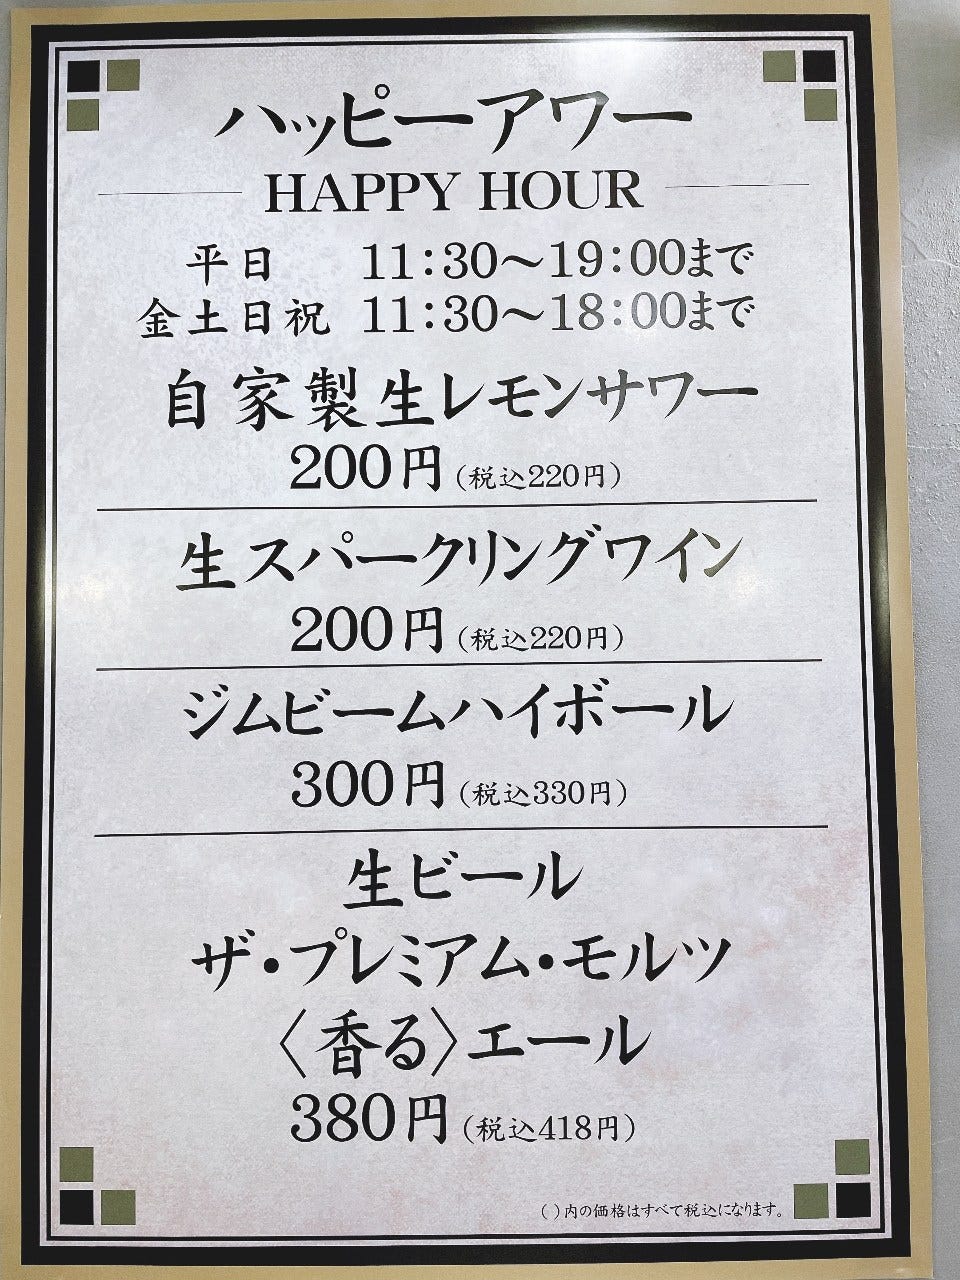 ハッピーアワー
HAPPY HOUR
平日 11:30〜19:00まで
金土日祝 11:30〜18:00まで
自家製生レモンサワー
200円(税込220円)
生スパークリングワイン
200円(税込220円)
ジムビームハイボール
300円(税込330円)
生ビール
ザ・プレミアム・モルツ
〈香る〉エール
380円(税込418円)
( )内の価格はすべて税込になります。